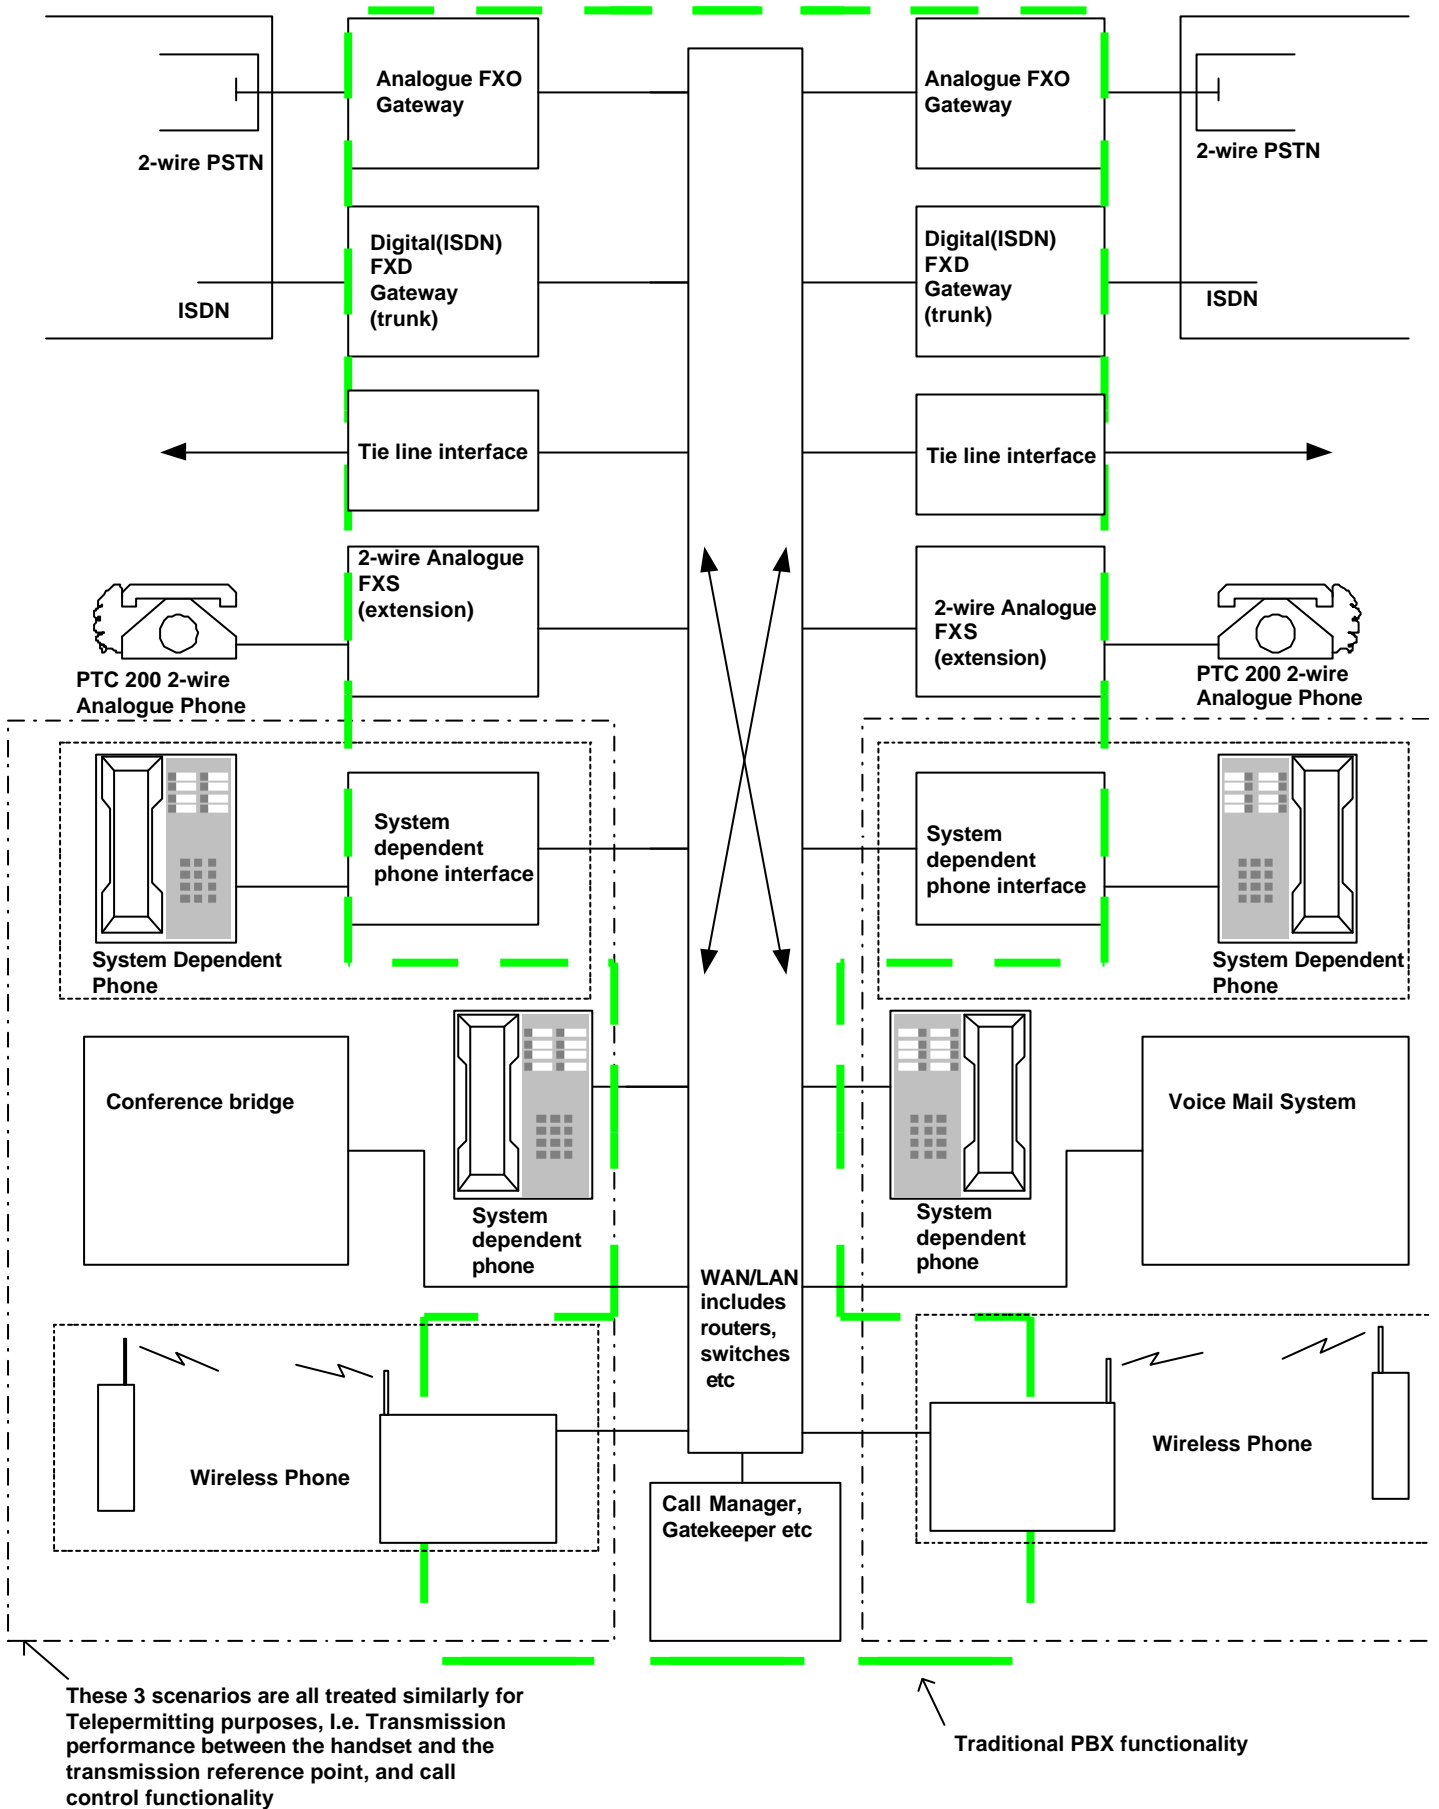 Analogue FXO
Gateway
Analogue FXO
Gateway
2-wire PSTN
2-wire PSTN
Digital(ISDN)
FXD
Gateway
(trunk)
Digital(ISDN)
FXD
Gateway
(trunk)
ISDN
ISDN
Tie line interface
Tie line interface
2-wire Analogue
FXS
(extension)
2-wire Analogue
FXS
(extension)
PTC 200 2-wire
Analogue Phone
PTC 200 2-wire
Analogue Phone
System
dependent
phone interface
System
dependent
phone interface
System Dependent
Phone
System Dependent
Phone
Conference bridge
Voice Mail System
System
dependent
phone
System
dependent
phone
WAN/LAN
includes
routers,
switches
etc
Wireless Phone
Wireless Phone
Call Manager,
Gatekeeper etc
These 3 scenarios are all treated similarly for
Telepermitting purposes, I.e. Transmission
performance between the handset and the
transmission reference point, and call
control functionality
Traditional PBX functionality